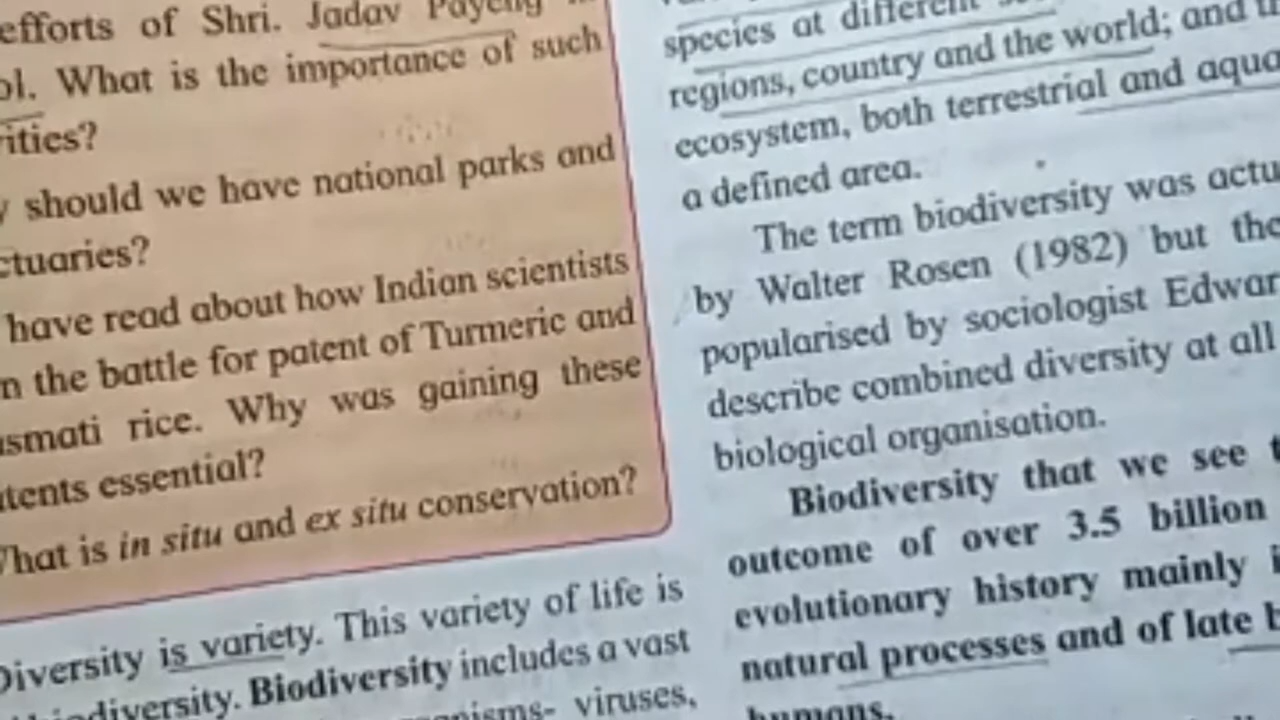 efforts of Shri. Jadav Payeng
ol. What is the importance of such
ities?
should we have national parks and
ctuaries?
have read about how Indian scientists
n the battle for patent of Turmeric and
smati rice. Why was gaining these
tents essential?
hat is in situ and ex situ conservation?
Diversity is variety. This variety of life is
biodiversity. Biodiversity includes a vast
viruses,
species at different
regions, country and the world; and
ecosystem, both terrestrial and aqua
a defined area.
The term biodiversity was actu
by Walter Rosen (1982) but the
popularised by sociologist Edwar
describe combined diversity at all
biological organisation.
Biodiversity that we see
outcome of over 3.5 billion
evolutionary history mainly
natural processes and of late b
humans.